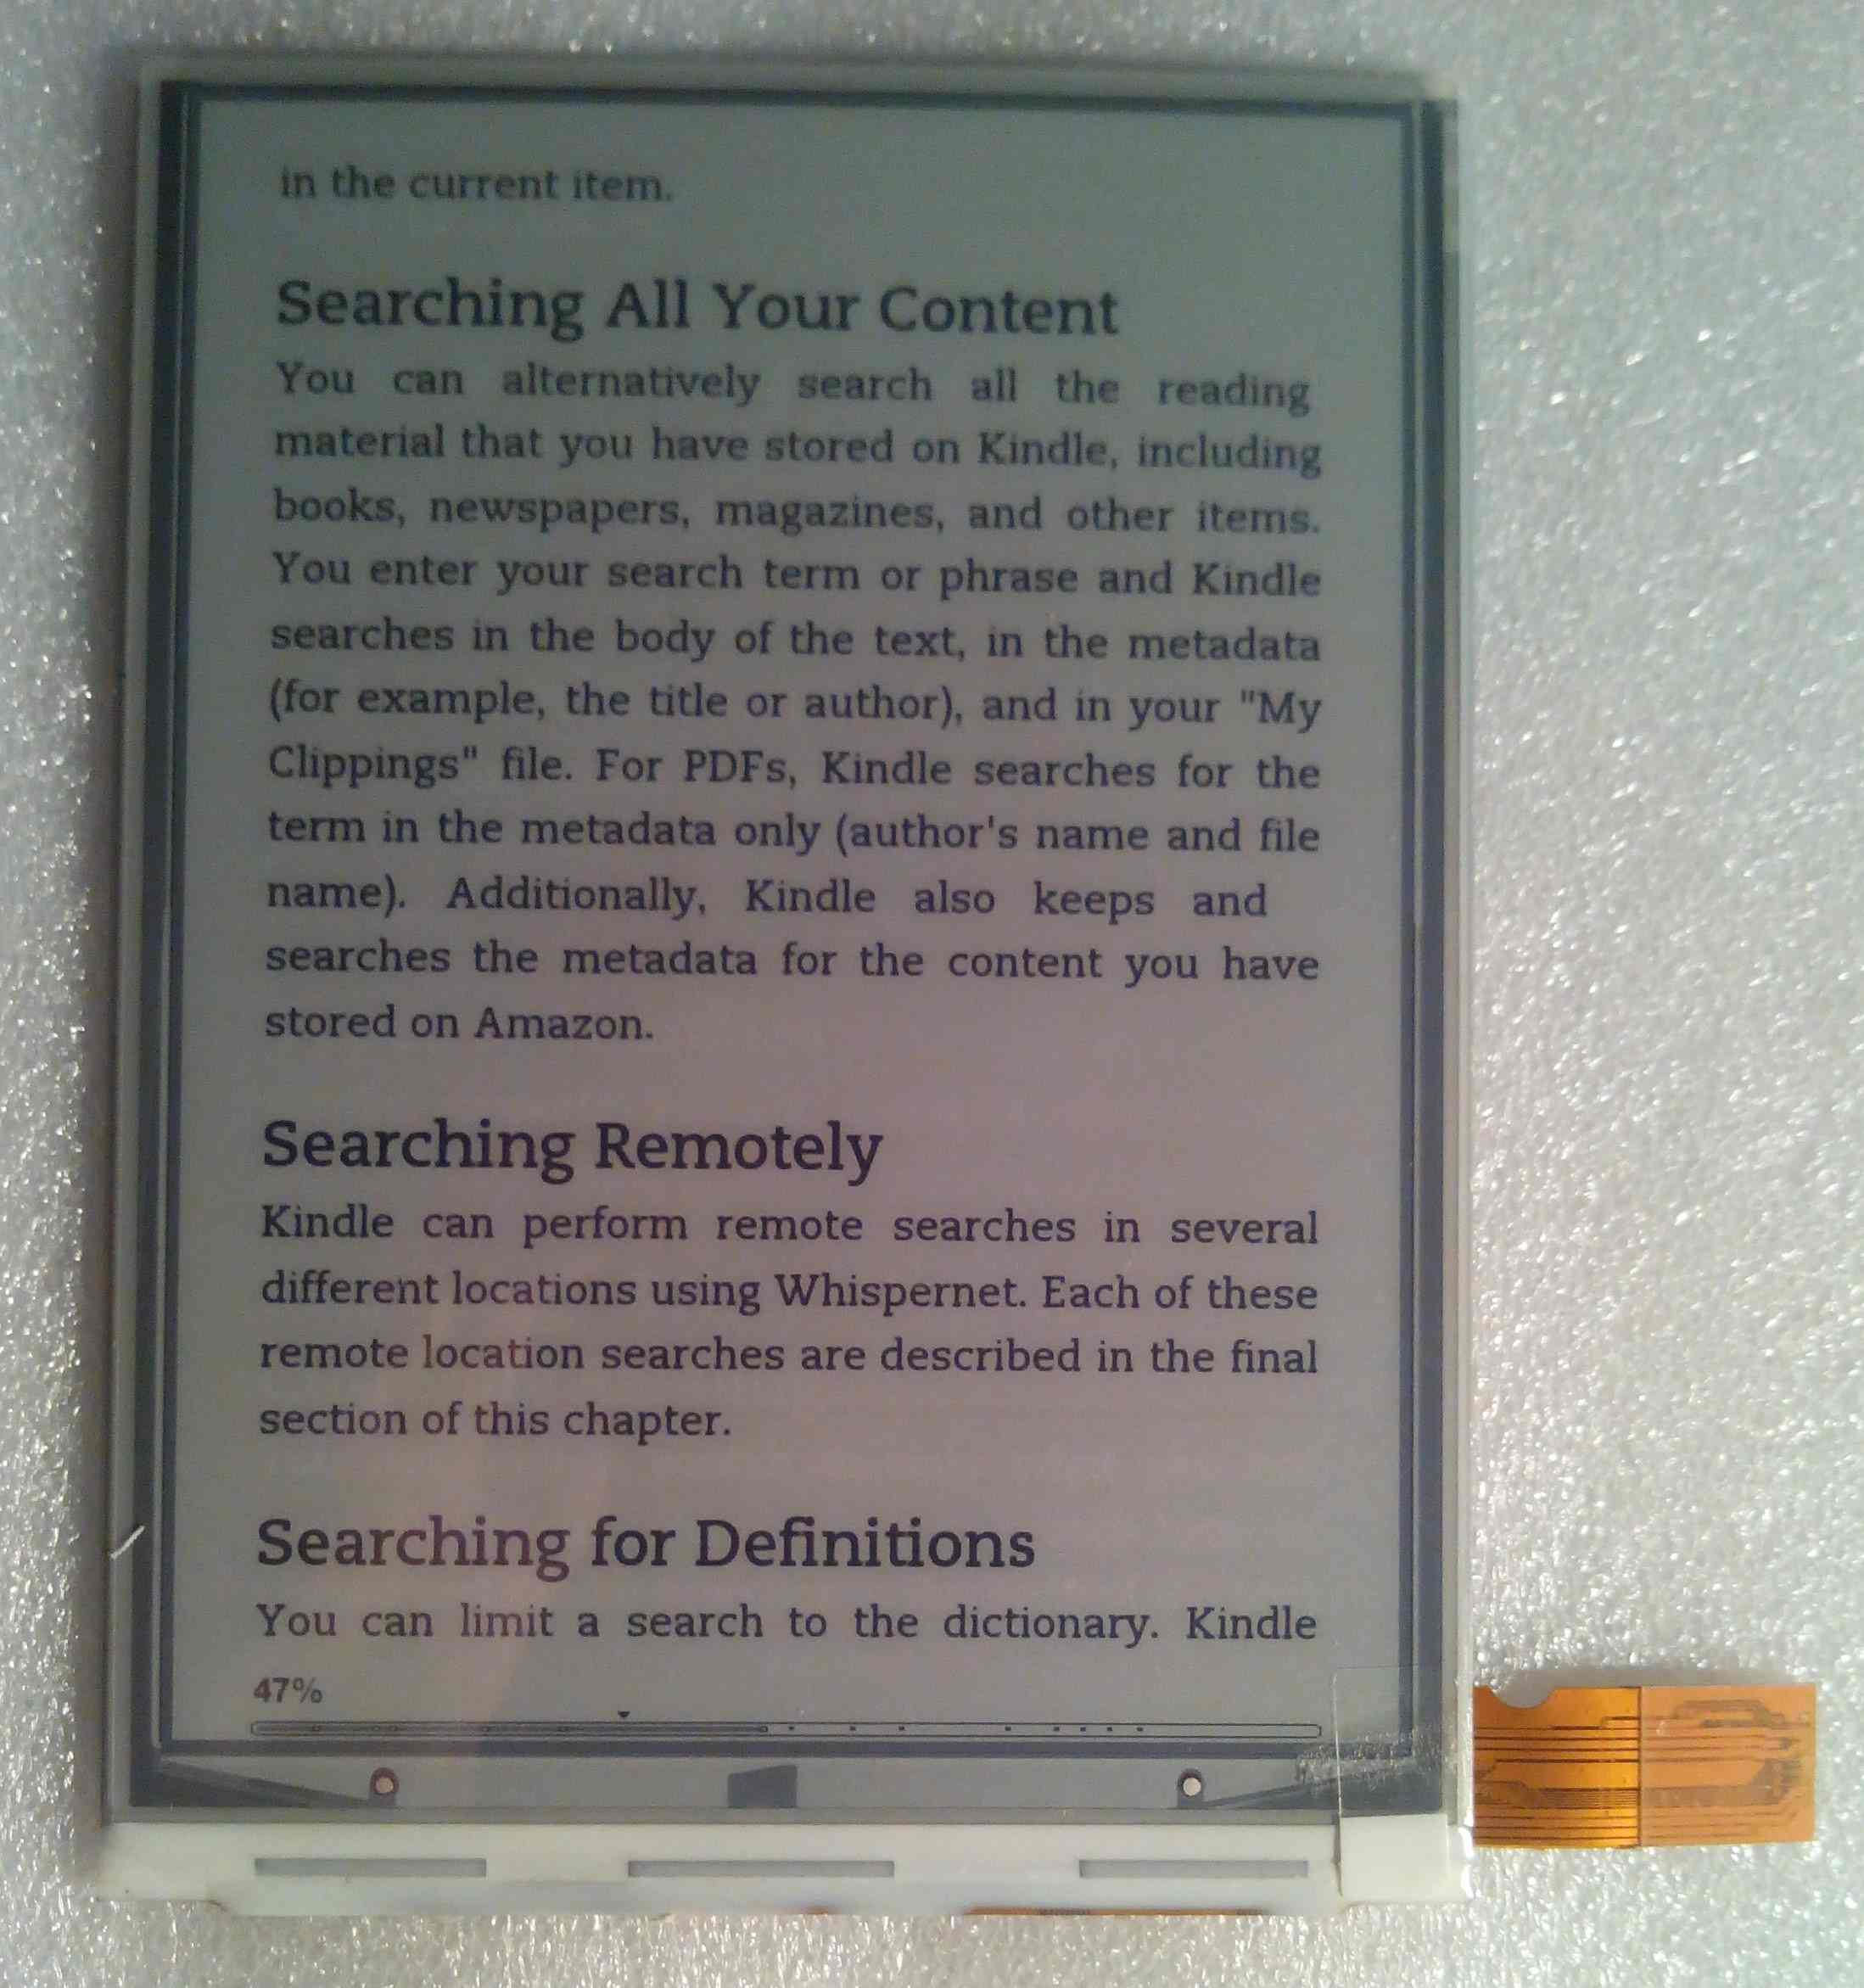 in the current item.
Searching All Your Content
You can alternatively search all the reading
material that you have stored on Kindle, including
books, newspapers, magazines, and other items.
You enter your search term or phrase and Kindle
searches in the body of the text, in the metadata
(for example, the title or author), and in your "My
Clippings" file. For PDFs, Kindle searches for the
term in the metadata only (author's name and file
name). Additionally, Kindle also keeps and
searches the metadata for the content you have
stored on Amazon.
Searching Remotely
Kindle can perform remote searches in several
different locations using Whispernet. Each of these
remote location searches are described in the final
section of this chapter.
Searching for Definitions
You can limit a search to the dictionary. Kindle
47%